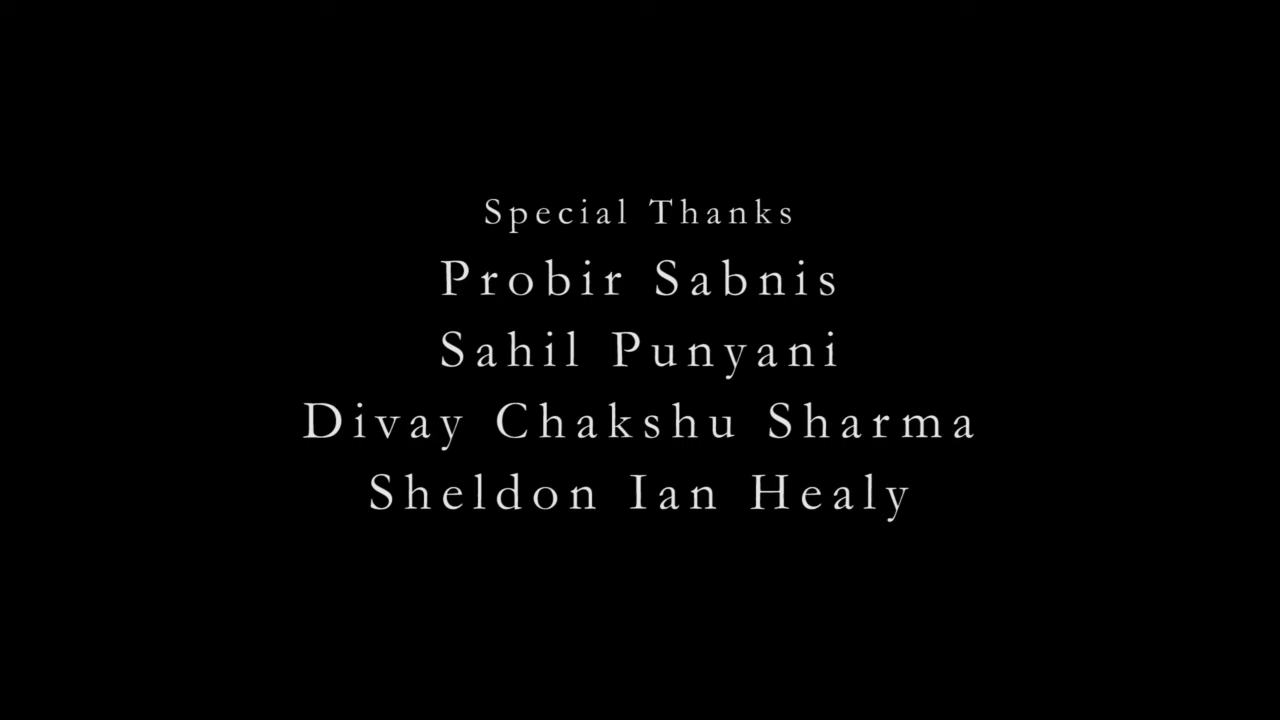 Special Thanks
Probir Sabnis
Sahil Punyani
Divay Chakshu Sharma
Sheldon Ian Healy